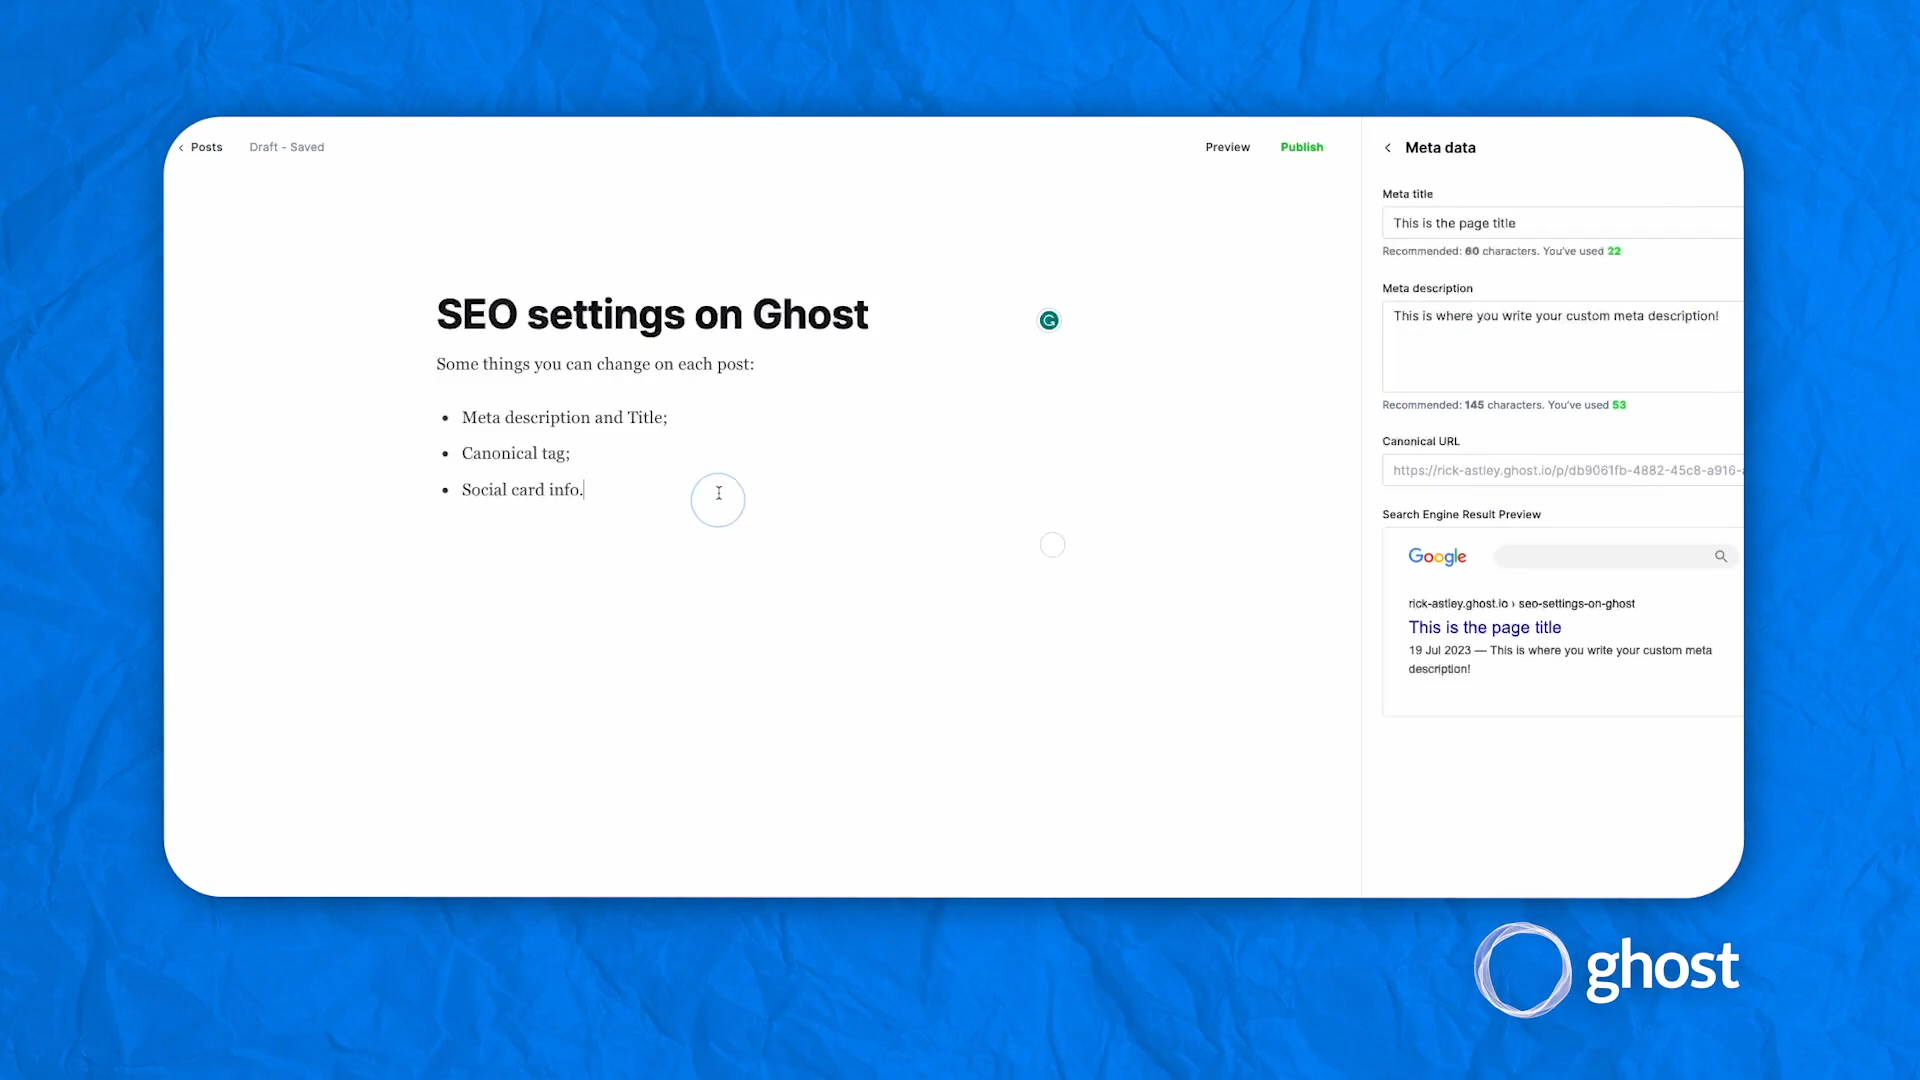 Posts
Draft - Saved
Preview
Publish
Meta data
Meta title
This is the page title
Recommended: 60 characters. You've used 22
Meta description
This is where you write your custom meta description!
Recommended: 145 characters. You've used 53
Canonical URL
https://rick-astley.ghost.io/p/db9061fb-4882-45c8-a916-
Search Engine Result Preview
Google
rick-astley.ghost.io › seo-settings-on-ghost
This is the page title
19 Jul 2023 — This is where you write your custom meta
description!
SEO settings on Ghost
Some things you can change on each post:
• Meta description and Title;
• Canonical tag;
• Social card info.
ghost